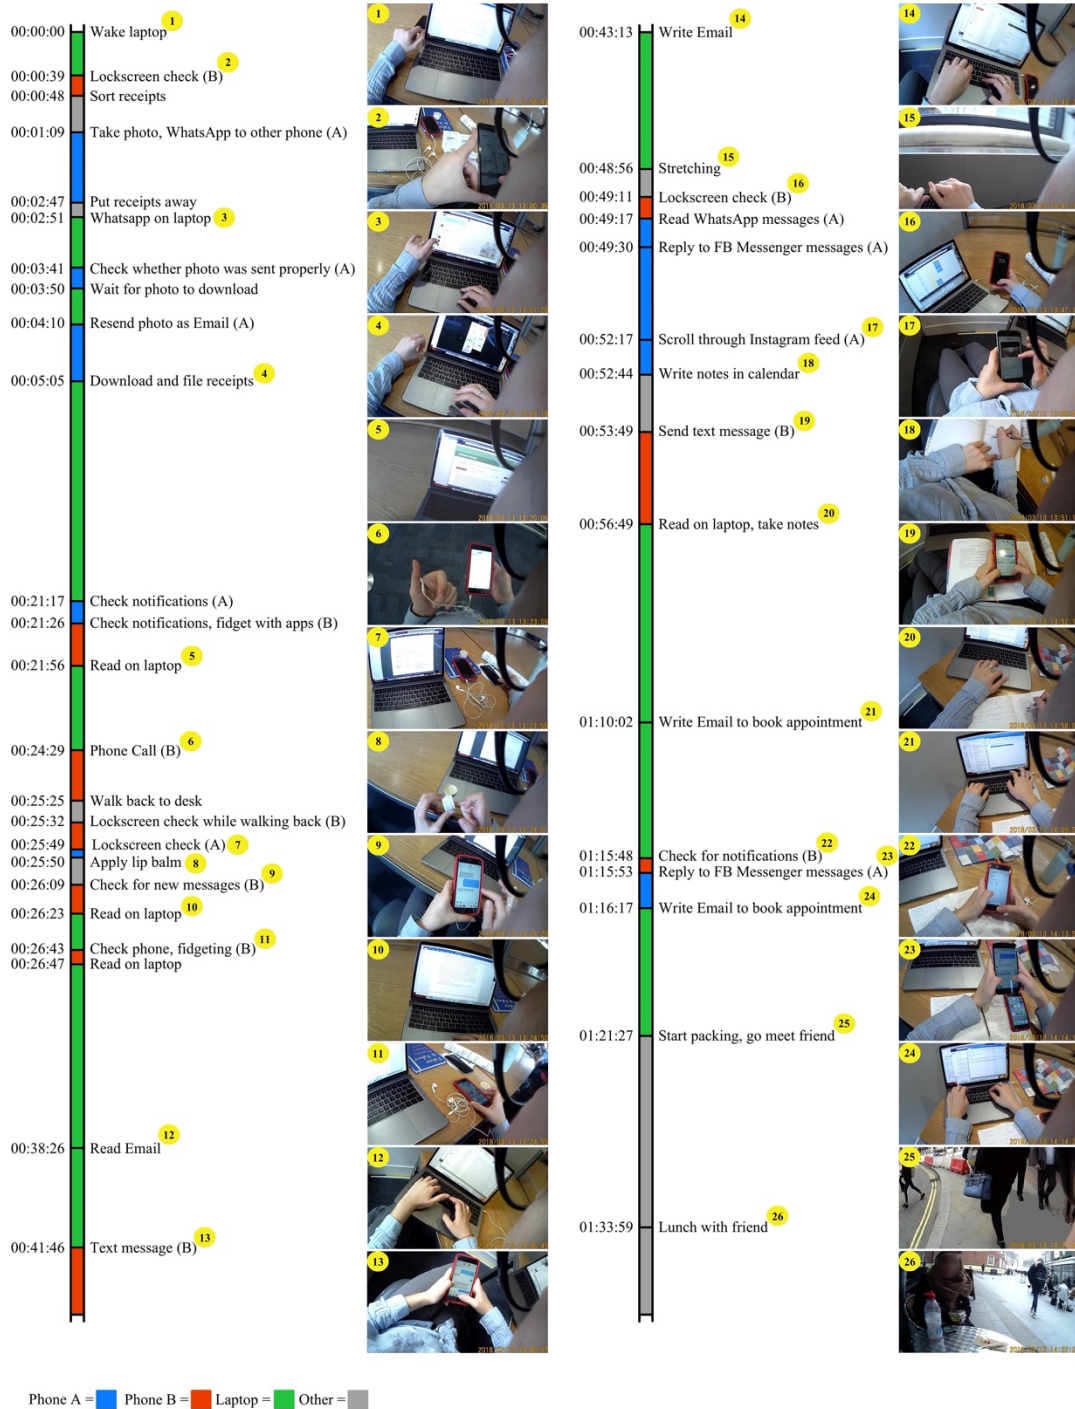 00:00:00 Wake laptop 1
00:00:39 Lockscreen check (B) 2
00:00:48 Sort receipts
00:01:09 Take photo, WhatsApp to other phone (A)
00:02:47 Put receipts away
00:02:51 Whatsapp on laptop 3
00:03:41 Check whether photo was sent properly (A)
00:03:50 Wait for photo to download
00:04:10 Resend photo as Email (A)
00:05:05 Download and file receipts 4
00:21:17 Check notifications (A)
00:21:26 Check notifications, fidget with apps (B)
00:21:56 Read on laptop 5
00:24:29 Phone Call (B) 6
00:25:25 Walk back to desk
00:25:32 Lockscreen check while walking back (B)
00:25:49 Lockscreen check (A) 7
00:25:50 Apply lip balm 8
00:26:09 Check for new messages (B) 9
00:26:23 Read on laptop 10
00:26:43 Check phone, fidgeting (B) 11
00:26:47 Read on laptop
00:38:26 Read Email 12
00:41:46 Text message (B) 13
1
2
3
4
5
6
7
8
9
10
11
12
13
00:43:13 Write Email 14
00:48:56 Stretching 15
00:49:11 Lockscreen check (B) 16
00:49:17 Read WhatsApp messages (A)
00:49:30 Reply to FB Messenger messages (A)
00:52:17 Scroll through Instagram feed (A) 17
00:52:44 Write notes in calendar 18
00:53:49 Send text message (B) 19
00:56:49 Read on laptop, take notes 20
01:10:02 Write Email to book appointment 21
01:15:48 Check for notifications (B) 22
01:15:53 Reply to FB Messenger messages (A) 23
01:16:17 Write Email to book appointment 24
01:21:27 Start packing, go meet friend 25
01:33:59 Lunch with friend 26
14
15
16
17
18
19
20
21
22
23
24
25
26
Phone A = Phone B = Laptop = Other =